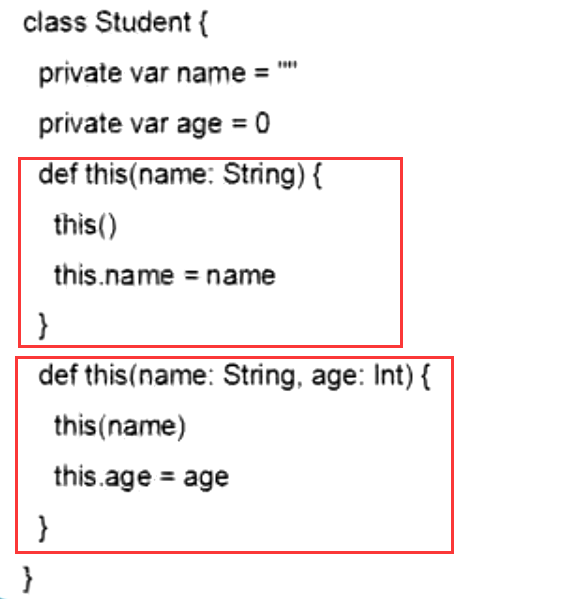 class Student {
private var name = ""
private var age = 0
def this(name: String) {
this()
this.name = name
}
def this(name: String, age: Int) {
this(name)
this.age = age
}
}